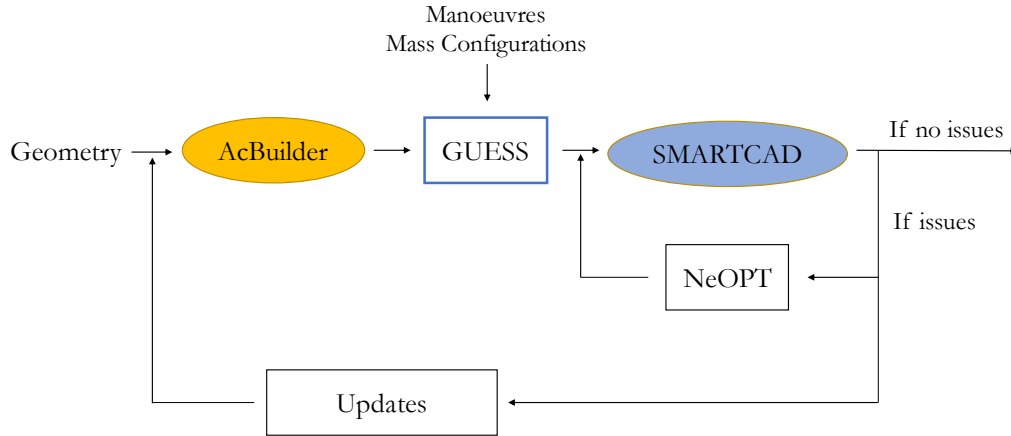 Manoeuvres
Mass Configurations
Geometry
AcBuilder
GUESS
SMARTCAD
If no issues
If issues
NeOPT
Updates